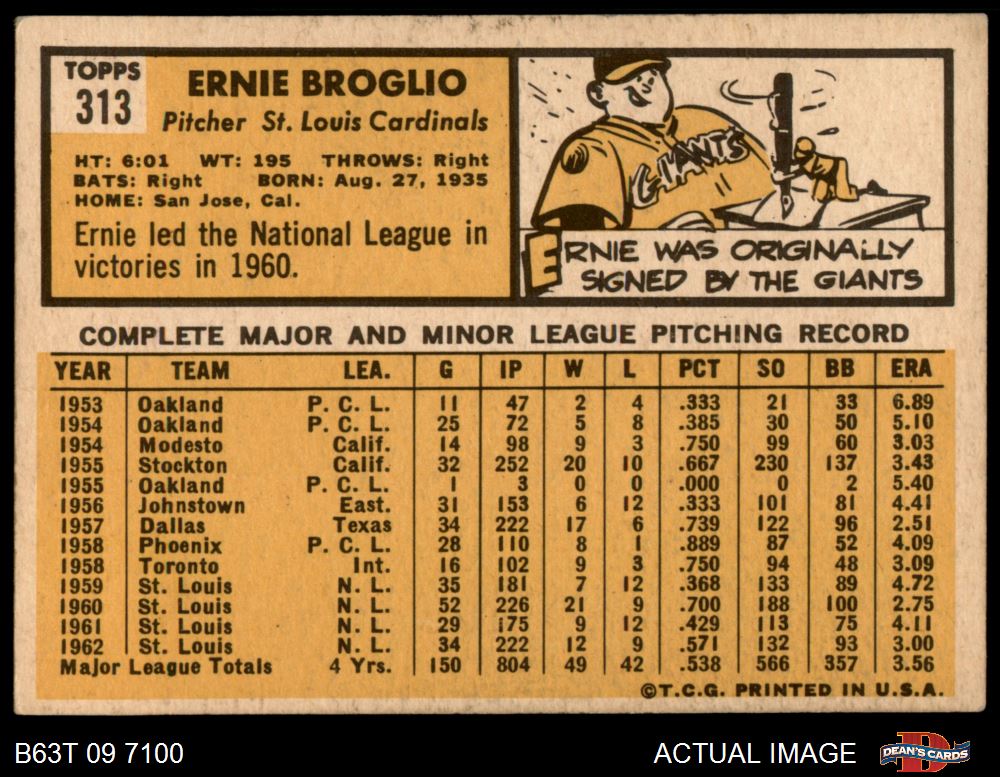 TOPPS
313
ERNIE BROGLIO
Pitcher St. Louis Cardinals
HT: 6:01 WT: 195 THROWS: Right
BATS: Right BORN: Aug. 27, 1935
HOME: San Jose, Cal.
Ernie led the National League in
victories in 1960.
GIANTS
ERNIE WAS ORIGINALLY
SIGNED BY THE GIANTS
COMPLETE MAJOR AND MINOR LEAGUE PITCHING RECORD
YEAR TEAM LEA. G IP W L PCT SO BB ERA
1953 Oakland P. C. L. 11 47 2 4 .333 21 33 6.89
1954 Oakland P. C. L. 25 72 5 8 .385 30 50 5.10
1954 Modesto Calif. 14 98 9 3 .750 99 60 3.03
1955 Stockton Calif. 32 252 20 10 .667 230 137 3.43
1955 Oakland P. C. L. 1 3 0 0 .000 0 2 5.40
1956 Johnstown East. 31 153 6 12 .333 101 81 4.41
1957 Dallas Texas 34 222 17 6 .739 122 96 2.51
1958 Phoenix P. C. L. 28 110 8 1 .889 87 52 4.09
1958 Toronto Int. 16 102 9 3 .750 94 48 3.09
1959 St. Louis N. L. 35 181 7 12 .368 133 89 4.72
1960 St. Louis N. L. 52 226 21 9 .700 188 100 2.75
1961 St. Louis N. L. 29 175 9 12 .429 113 75 4.11
1962 St. Louis N. L. 34 222 12 9 .571 132 93 3.00
Major League Totals 4 Yrs. 150 804 49 42 .538 566 357 3.56
©T.C.G. PRINTED IN U.S.A.
B63T 09 7100 ACTUAL IMAGE D DEAN'S CARDS